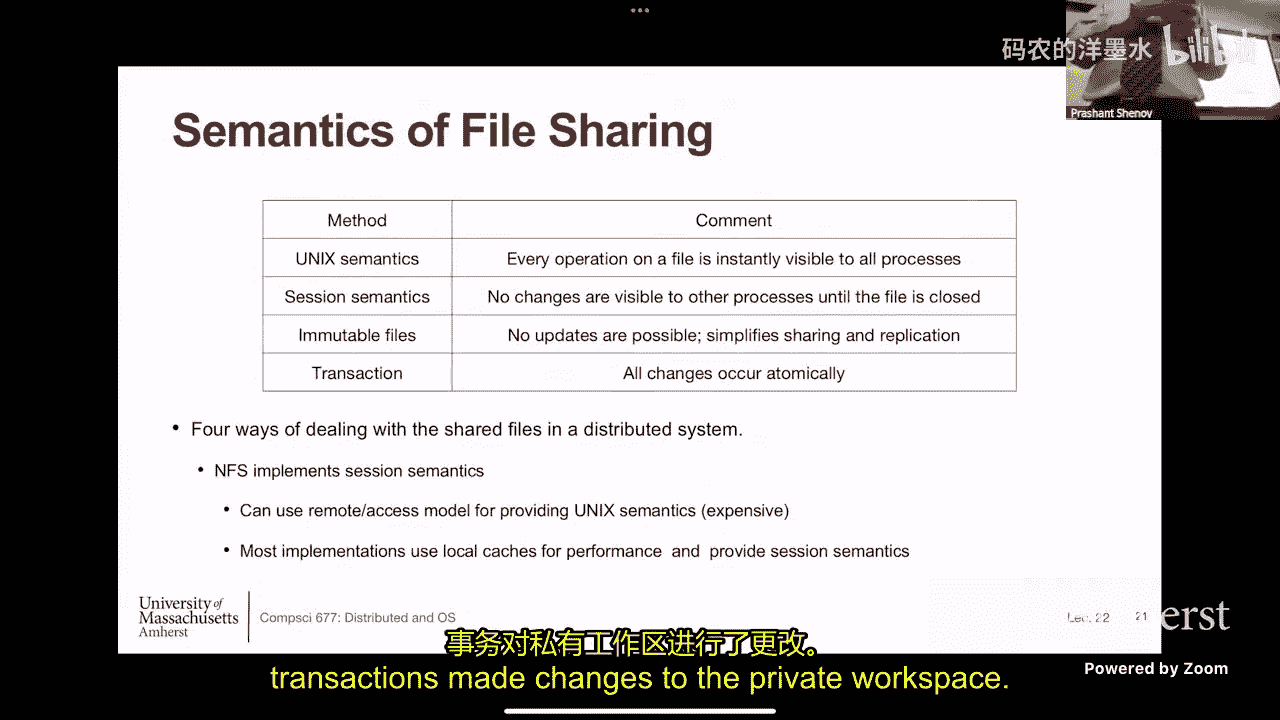 码农的洋墨水 bilibili
Prashant Shenoy
Semantics of File Sharing
Method Comment
UNIX semantics Every operation on a file is instantly visible to all processes
Session semantics No changes are visible to other processes until the file is closed
Immutable files No updates are possible; simplifies sharing and replication
Transaction All changes occur atomically
• Four ways of dealing with the shared files in a distributed system.
• NFS implements session semantics
• Can use remote/access model for providing UNIX semantics (expensive)
• Most implementations use local caches for performance and provide session semantics
University of
Massachusetts
Amherst
Compsci 677: Distributed and OS
Lec. 22 21
erst
事务对私有工作区进行了更改。
transactions made changes to the private workspace.
Powered by Zoom